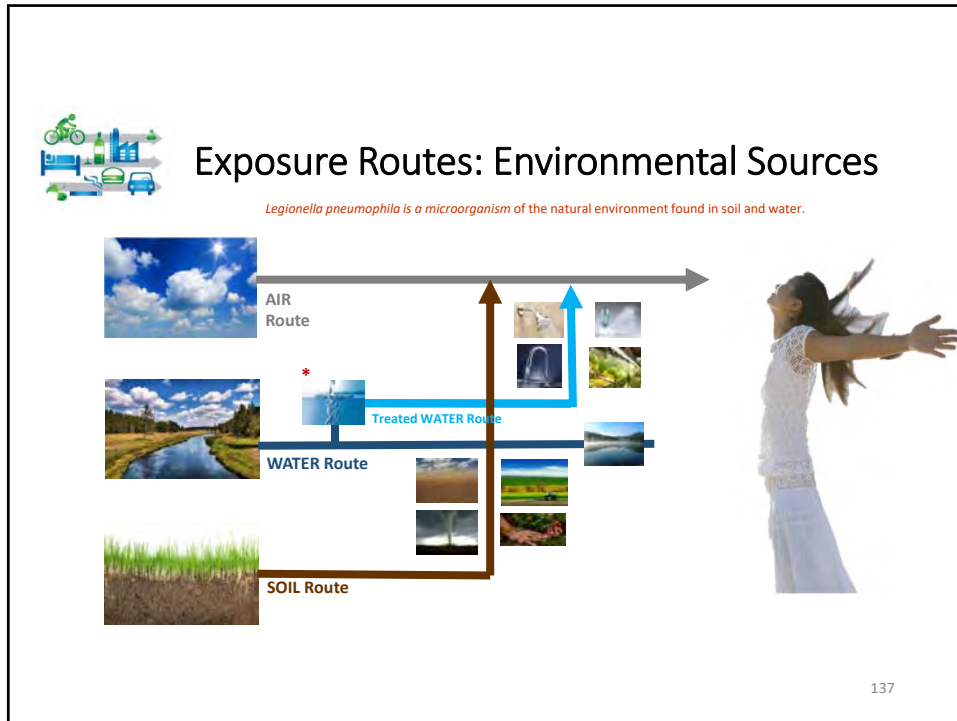 Exposure Routes: Environmental Sources
Legionella pneumophila is a microorganism of the natural environment found in soil and water.
AIR
Route
*
Treated WATER Route
WATER Route
SOIL Route
137